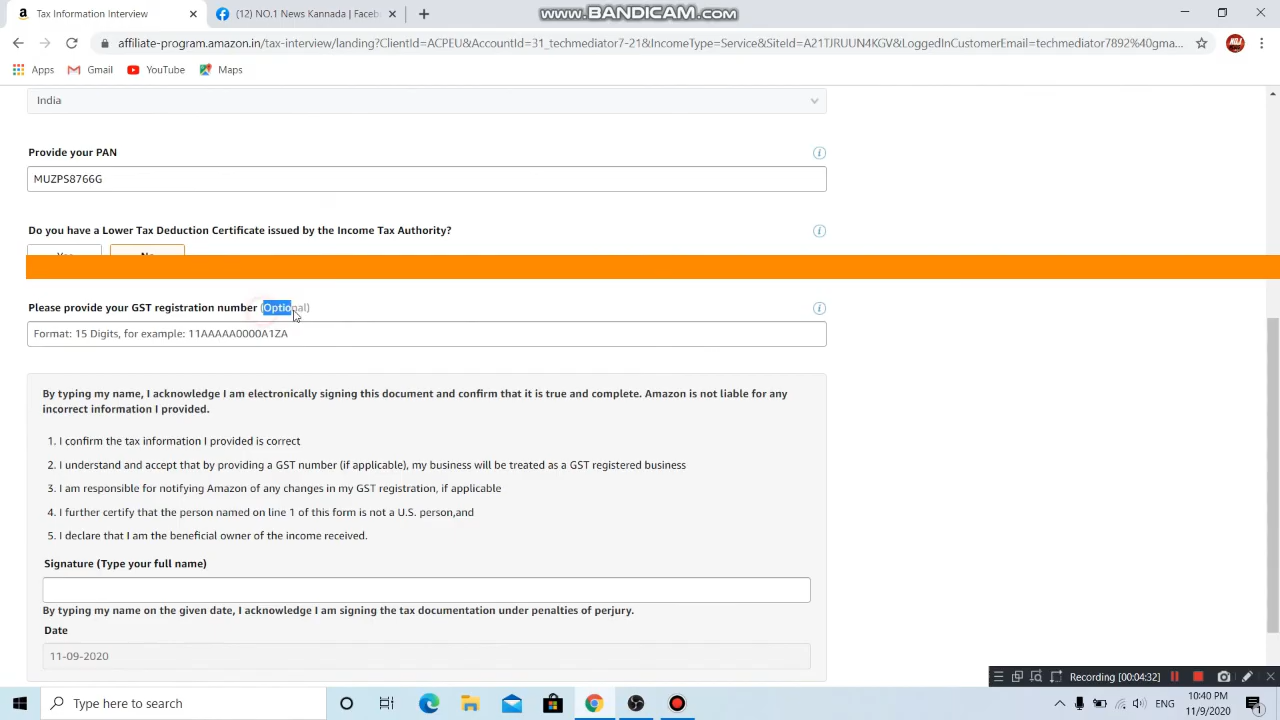 Tax Information Interview
(12) NO.1 News Kannada | Faceb
www.BANDICAM.com
affiliate-program.amazon.in/tax-interview/landing?ClientId=ACPEU&AccountId=31_techmediator7-21&IncomeType=Service&SiteId=A21TJRUUN4KGV&LoggedInCustomerEmail=techmediator7892%40gma...
Apps
Gmail
YouTube
Maps
India
Provide your PAN
MUZPS8766G
Do you have a Lower Tax Deduction Certificate issued by the Income Tax Authority?
Yes
No
Please provide your GST registration number (Optional)
Format: 15 Digits, for example: 11AAAAA0000A1ZA
By typing my name, I acknowledge I am electronically signing this document and confirm that it is true and complete. Amazon is not liable for any
incorrect information I provided.
1. I confirm the tax information I provided is correct
2. I understand and accept that by providing a GST number (if applicable), my business will be treated as a GST registered business
3. I am responsible for notifying Amazon of any changes in my GST registration, if applicable
4. I further certify that the person named on line 1 of this form is not a U.S. person,and
5. I declare that I am the beneficial owner of the income received.
Signature (Type your full name)
By typing my name on the given date, I acknowledge I am signing the tax documentation under penalties of perjury.
Date
11-09-2020
Recording [00:04:32]
Type here to search
ENG
10:40 PM
11/9/2020